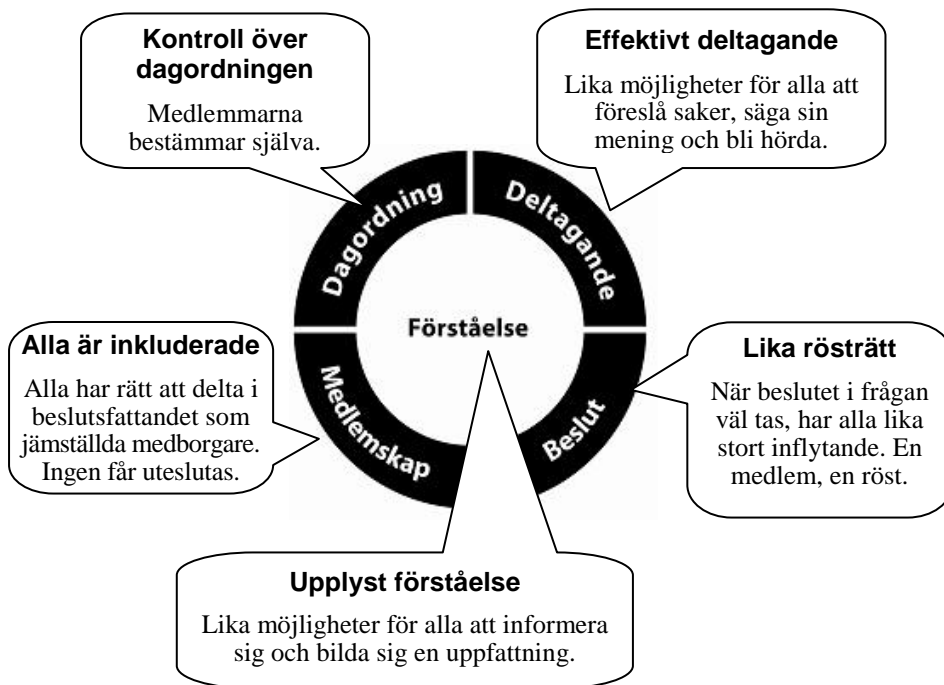 Kontroll över
dagordningen
Medlemmarna
bestämmar själva.
Effektivt deltagande
Lika möjligheter för alla att
föreslå saker, säga sin
mening och bli hörda.
Dagordning
Deltagande
Förståelse
Medlemskap
Beslut
Alla är inkluderade
Alla har rätt att delta i
beslutsfattandet som
jämställda medborgare.
Ingen får uteslutas.
Lika rösträtt
När beslutet i frågan
väl tas, har alla lika
stort inflytande. En
medlem, en röst.
Upplyst förståelse
Lika möjligheter för alla att informera
sig och bilda sig en uppfattning.